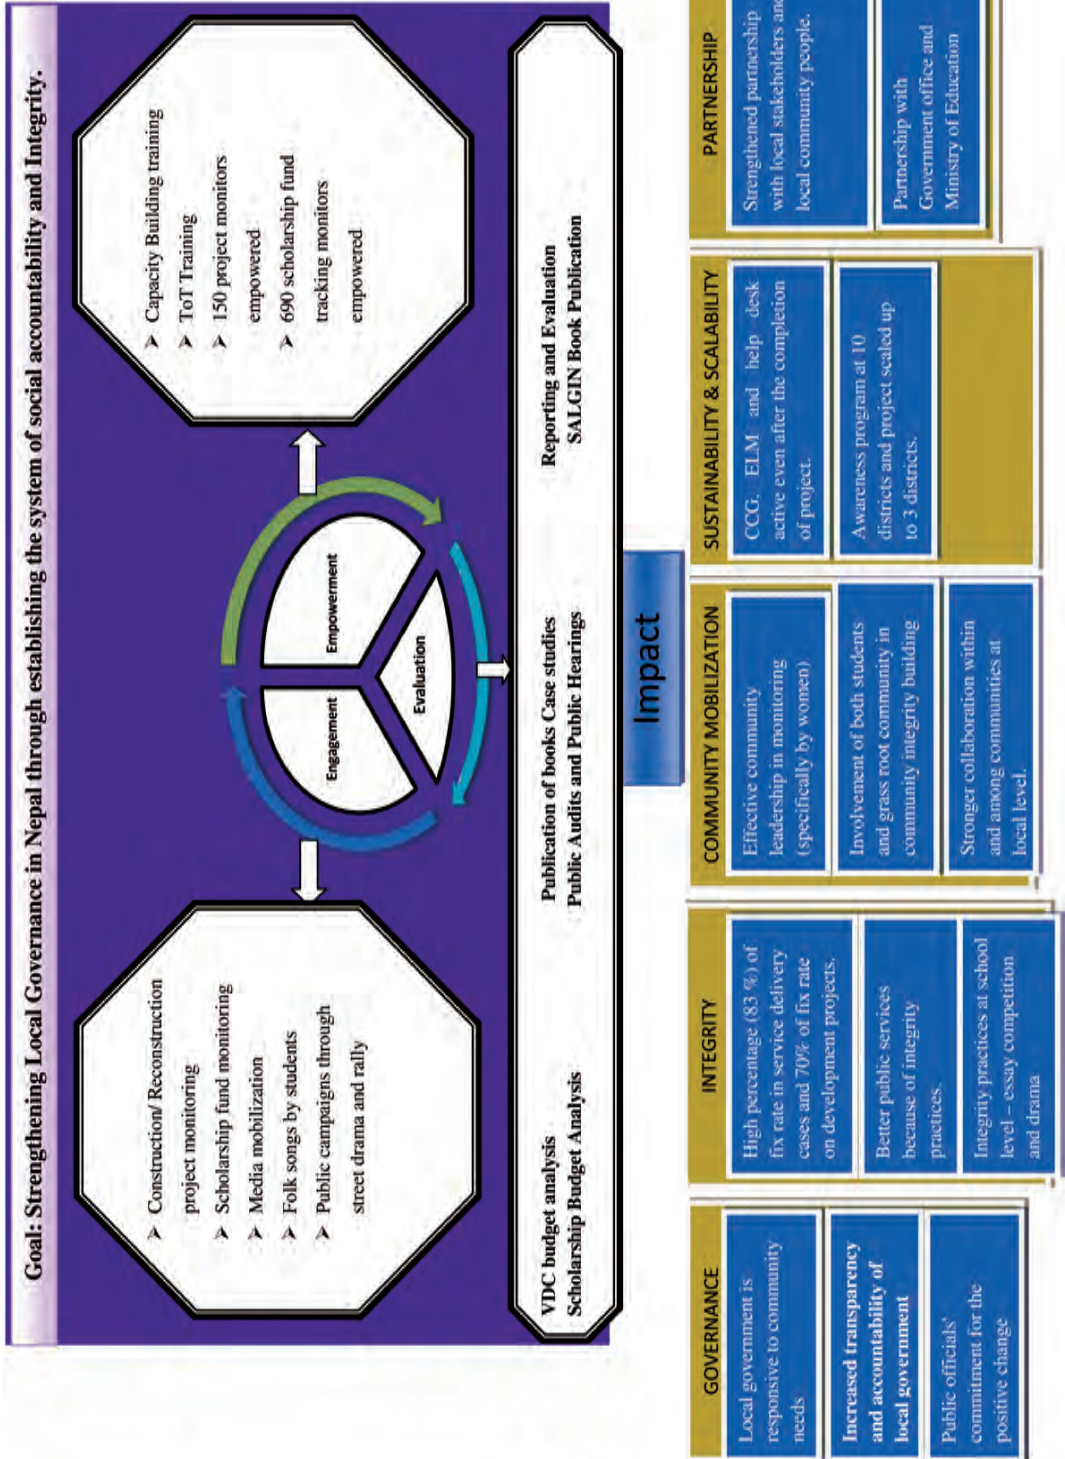 Goal: Strengthening Local Governance in Nepal through establishing the system of social accountability and Integrity.
➤ Construction/ Reconstruction
project monitoring
➤ Scholarship fund monitoring
➤ Media mobilization
➤ Folk songs by students
➤ Public campaigns through
street drama and rally
Engagement
Empowerment
Evaluation
➤ Capacity Building training
➤ ToT Training
➤ 150 project monitors
empowered
➤ 690 scholarship fund
tracking monitors
empowered
VDC budget analysis
Scholarship Budget Analysis
Publication of books Case studies
Public Audits and Public Hearings
Reporting and Evaluation
SALGIN Book Publication
Impact
GOVERNANCE
Local government is
responsive to community
needs
Increased transparency
and accountability of
local government
Public officials'
commitment for the
positive change
INTEGRITY
High percentage (83 %) of
fix rate in service delivery
cases and 70% of fix rate
on development projects.
Better public services
because of integrity
practices.
Integrity practices at school
level – essay competition
and drama
COMMUNITY MOBILIZATION
Effective community
leadership in monitoring
(specifically by women)
Involvement of both students
and grass root community in
community integrity building
Stronger collaboration within
and among communities at
local level.
SUSTAINABILITY & SCALABILITY
CCG, ELM and help desk
active even after the completion
of project.
Awareness program at 10
districts and project scaled up
to 3 districts.
PARTNERSHIP
Strengthened partnership
with local stakeholders and
local community people.
Partnership with
Government office and
Ministry of Education